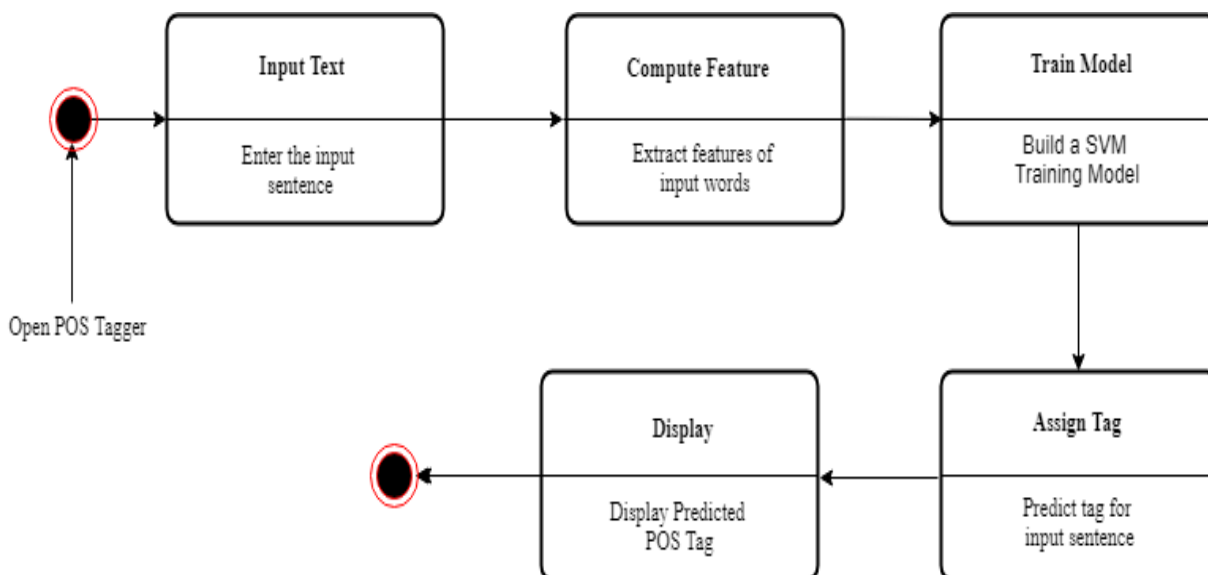 Input Text
Enter the input
sentence
Compute Feature
Extract features of
input words
Train Model
Build a SVM
Training Model
Open POS Tagger
Display
Display Predicted
POS Tag
Assign Tag
Predict tag for
input sentence